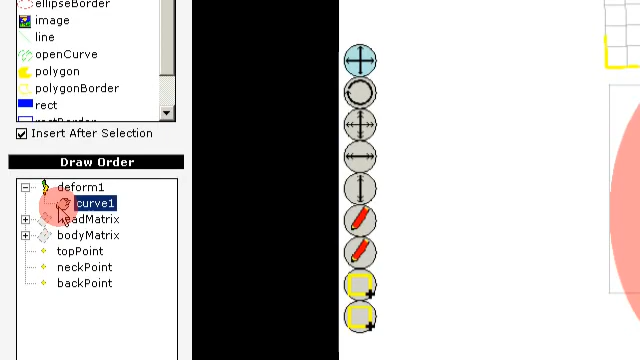 ellipseBorder
image
line
openCurve
polygon
polygonBorder
rect
rectBorder
Insert After Selection
Draw Order
deform1
curve1
headMatrix
bodyMatrix
topPoint
neckPoint
backPoint